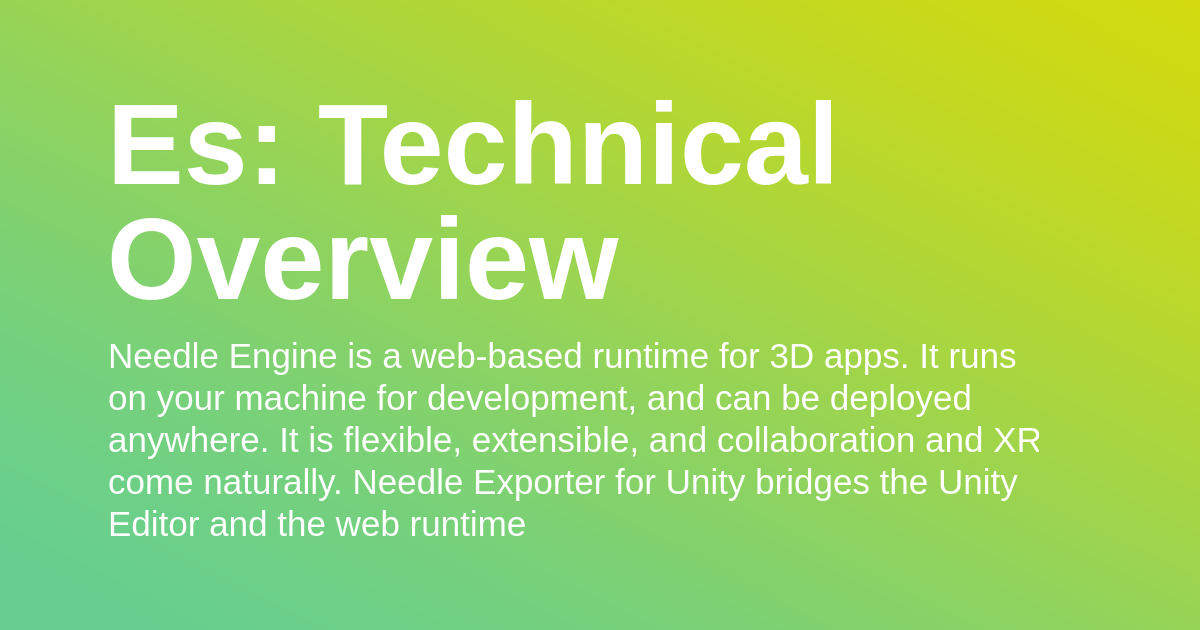 Es: Technical
Overview
Needle Engine is a web-based runtime for 3D apps. It runs
on your machine for development, and can be deployed
anywhere. It is flexible, extensible, and collaboration and XR
come naturally. Needle Exporter for Unity bridges the Unity
Editor and the web runtime